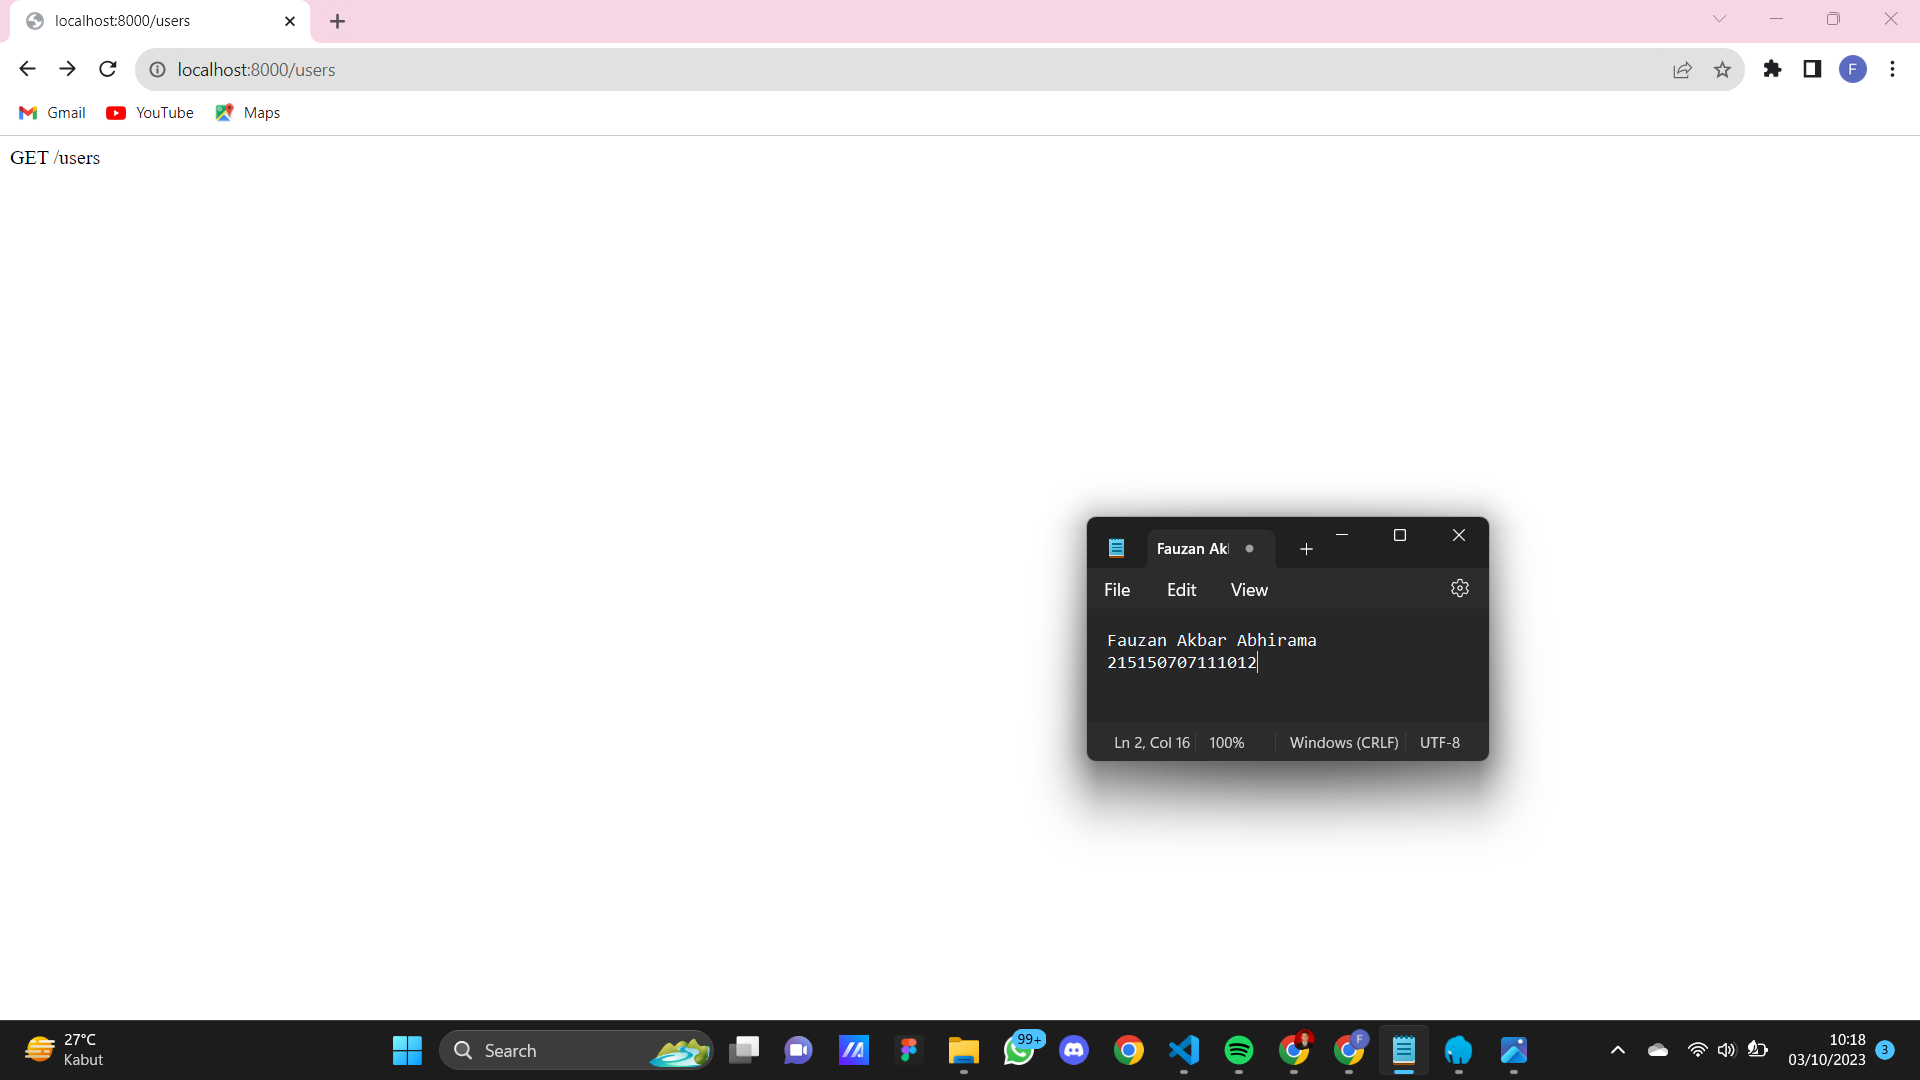 localhost:8000/users
localhost:8000/users
F
Gmail
YouTube
Maps
GET /users
Fauzan Ak
File
Edit
View
Fauzan Akbar Abhirama
215150707111012
Ln 2, Col 16
100%
Windows (CRLF)
UTF-8
27°C
Kabut
Search
99+
F
10:18
03/10/2023
3